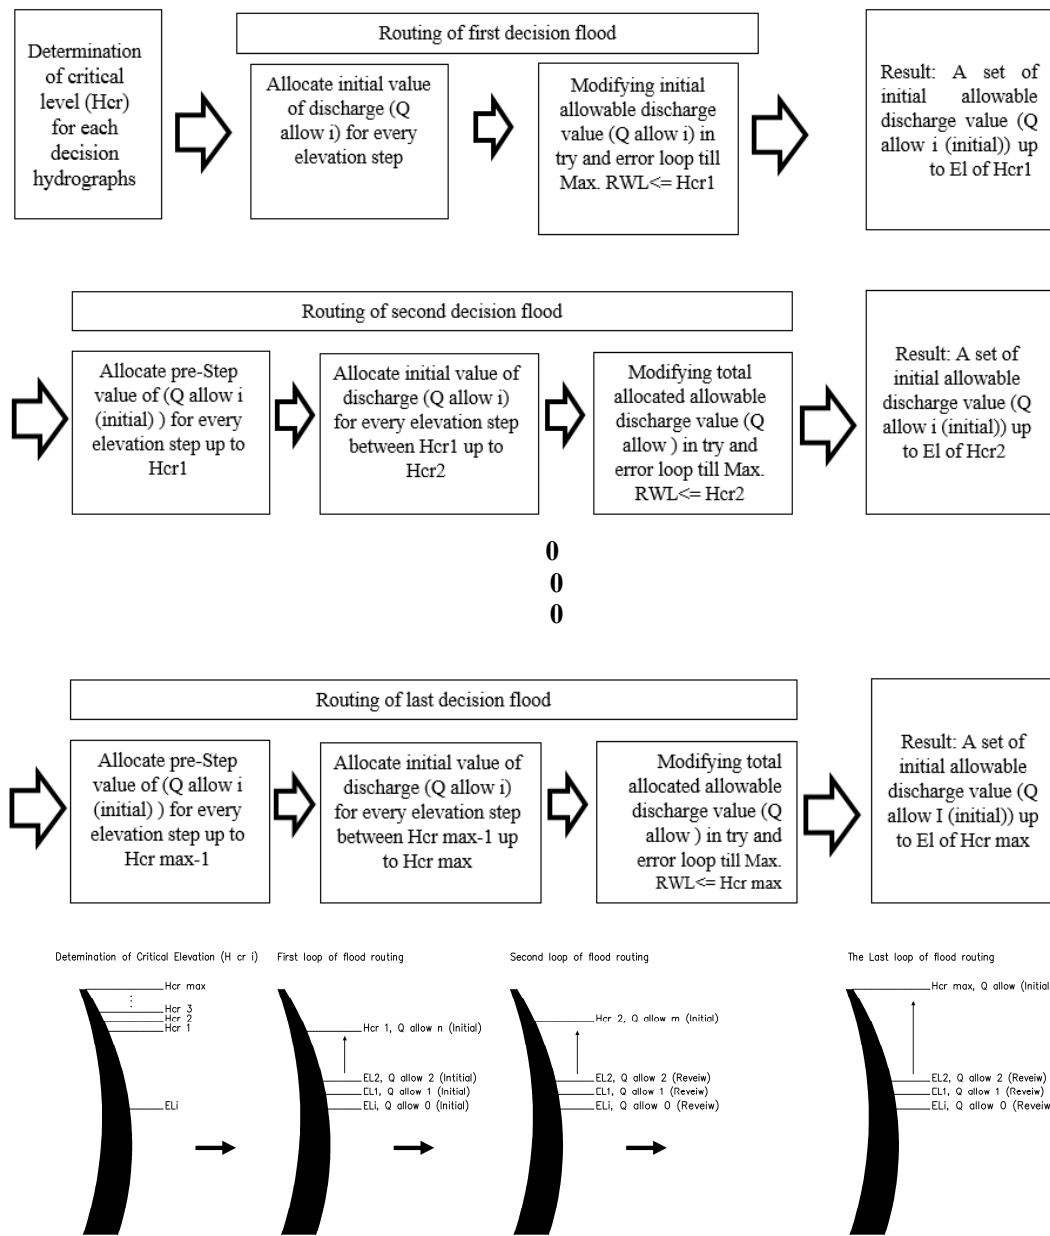 Determination
of critical
level (Hcr)
for each
decision
hydrographs
Routing of first decision flood
Allocate initial value
of discharge (Q
allow i) for every
elevation step
Modifying initial
allowable discharge
value (Q allow i) in
try and error loop till
Max. RWL<= Hcr1
Result: A set of
initial allowable
discharge value (Q
allow i (initial)) up
to El of Hcr1
Routing of second decision flood
Allocate pre-Step
value of (Q allow i
(initial) ) for every
elevation step up to
Hcr1
Allocate initial value of
discharge (Q allow i)
for every elevation step
between Hcr1 up to
Hcr2
Modifying total
allocated allowable
discharge value (Q
allow ) in try and
error loop till Max.
RWL<= Hcr2
Result: A set of
initial allowable
discharge value (Q
allow i (initial)) up
to El of Hcr2
0
0
0
Routing of last decision flood
Allocate pre-Step
value of (Q allow i
(initial) ) for every
elevation step up to
Hcr max-1
Allocate initial value of
discharge (Q allow i)
for every elevation step
between Hcr max-1 up
to Hcr max
Modifying total
allocated allowable
discharge value (Q
allow ) in try and
error loop till Max.
RWL<= Hcr max
Result: A set of
initial allowable
discharge value (Q
allow I (initial)) up
to El of Hcr max
Determination of Critical Elevation (H cr i)
Hcr max
Hcr 3
Hcr 2
Hcr 1
ELi
First loop of flood routing
Hcr 1, Q allow n (Initial)
EL2, Q allow 2 (Intitial)
EL1, Q allow 1 (Initial)
ELi, Q allow 0 (Initial)
Second loop of flood routing
Hcr 2, Q allow m (Initial)
EL2, Q allow 2 (Reveiw)
EL1, Q allow 1 (Reveiw)
ELi, Q allow 0 (Reveiw)
The Last loop of flood routing
Hcr max, Q allow (Initial
EL2, Q allow 2 (Reveiw)
EL1, Q allow 1 (Reveiw)
ELi, Q allow 0 (Reveiw